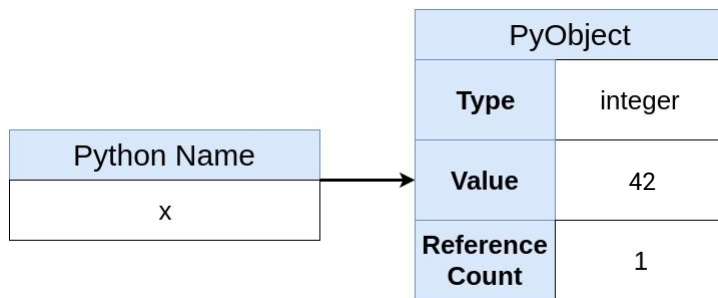 PyObject
Type integer
Python Name
x
Value 42
Reference
Count
1